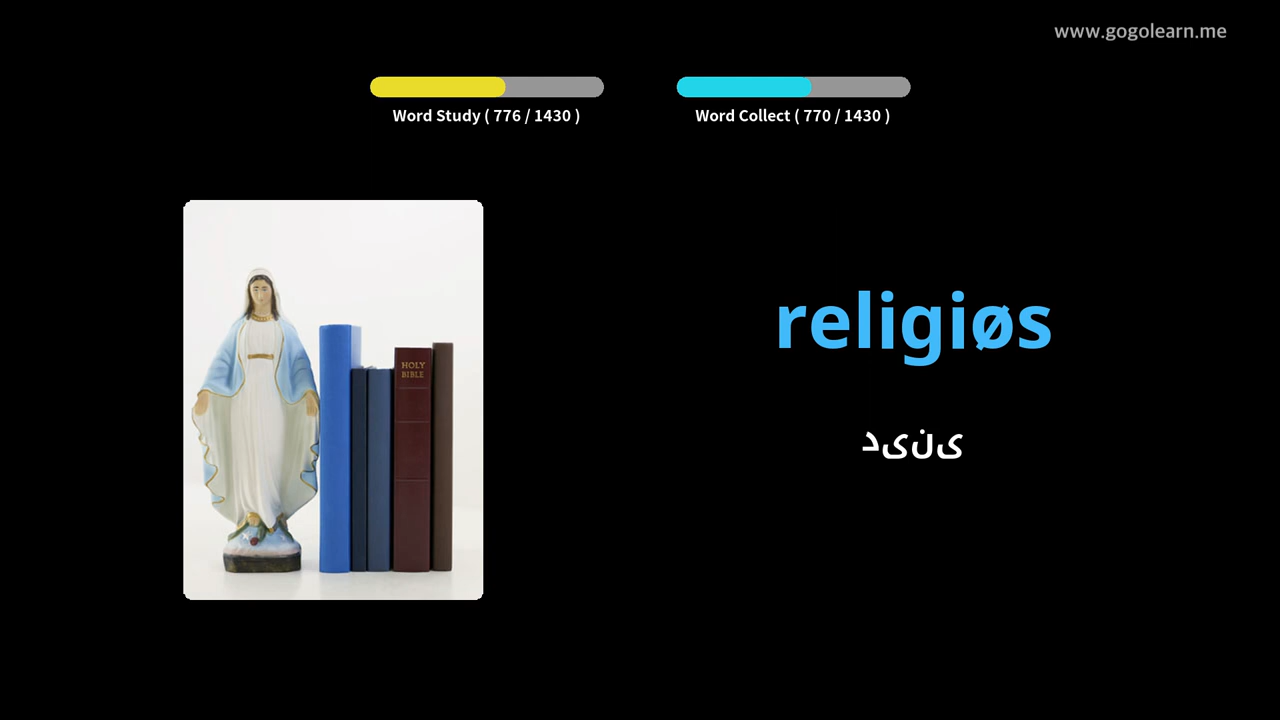 www.gogolearn.me
Word Study ( 776 / 1430 )
Word Collect ( 770 / 1430 )
HOLY
BIBLE
religiøs
دینی